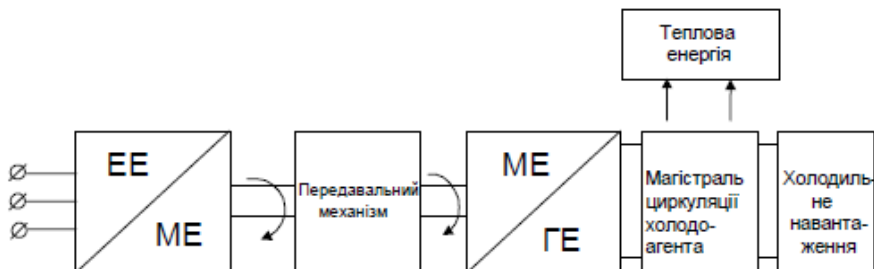 Теплова
енергія
ЕЕ
МЕ
Передавальний
механізм
МЕ
ГЕ
Магістраль
циркуляції
холодо-
агента
Холодиль-
не
наванта-
ження